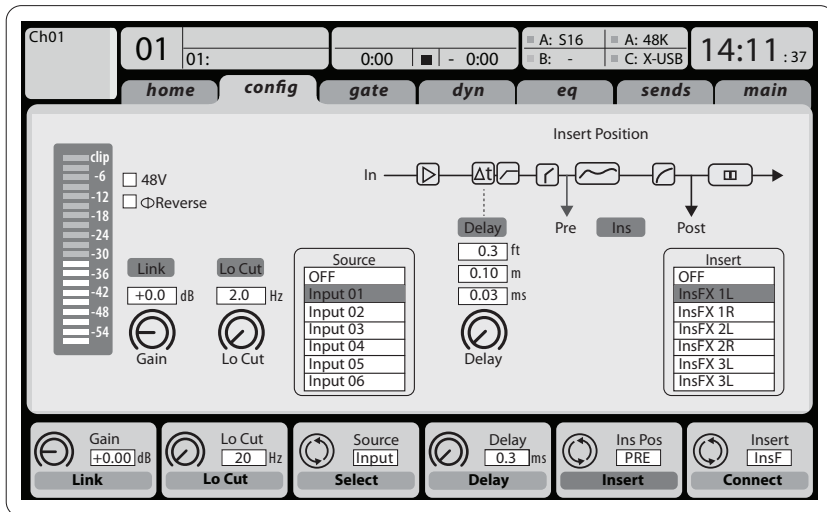 Ch01
01
01:
0:00
- 0:00
A: S16
A: 48K
B: -
C: X-USB
14:11 :37
home
config
gate
dyn
eq
sends
main
Insert Position
clip
-6
-12
-18
-24
-30
-36
-42
-48
-54
48V
ΦReverse
In
Δt
Pre
Ins
Post
Link
+0.0 dB
Gain
Lo Cut
2.0 Hz
Lo Cut
Source
OFF
Input 01
Input 02
Input 03
Input 04
Input 05
Input 06
Delay
0.3 ft
0.10 m
0.03 ms
Delay
Insert
OFF
InsFX 1L
InsFX 1R
InsFX 2L
InsFX 2R
InsFX 3L
InsFX 3L
Gain
+0.00 dB
Link
Lo Cut
20 Hz
Lo Cut
Source
Input
Select
Delay
0.3 ms
Delay
Ins Pos
PRE
Insert
Insert
InsF
Connect